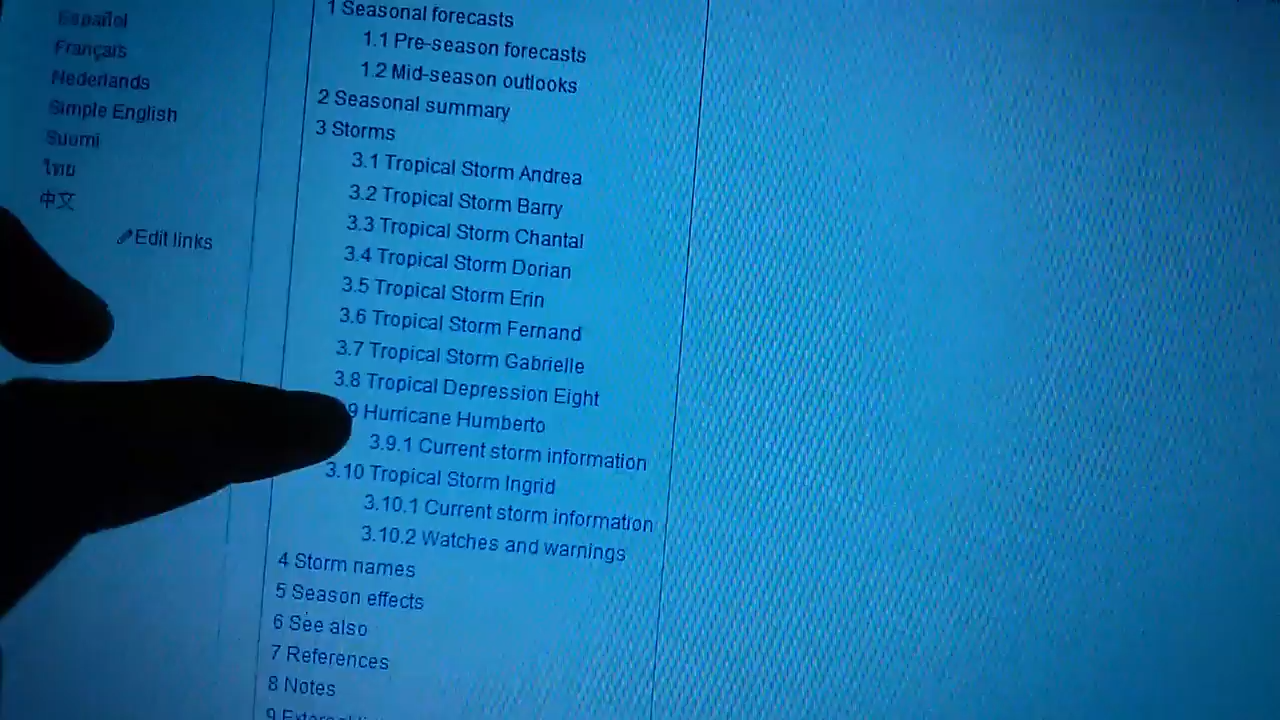 Español
Français
Nederlands
Simple English
Suomi
ไทย
中文
Edit links
1 Seasonal forecasts
1.1 Pre-season forecasts
1.2 Mid-season outlooks
2 Seasonal summary
3 Storms
3.1 Tropical Storm Andrea
3.2 Tropical Storm Barry
3.3 Tropical Storm Chantal
3.4 Tropical Storm Dorian
3.5 Tropical Storm Erin
3.6 Tropical Storm Fernand
3.7 Tropical Storm Gabrielle
3.8 Tropical Depression Eight
9 Hurricane Humberto
3.9.1 Current storm information
3.10 Tropical Storm Ingrid
3.10.1 Current storm information
3.10.2 Watches and warnings
4 Storm names
5 Season effects
6 See also
7 References
8 Notes
9